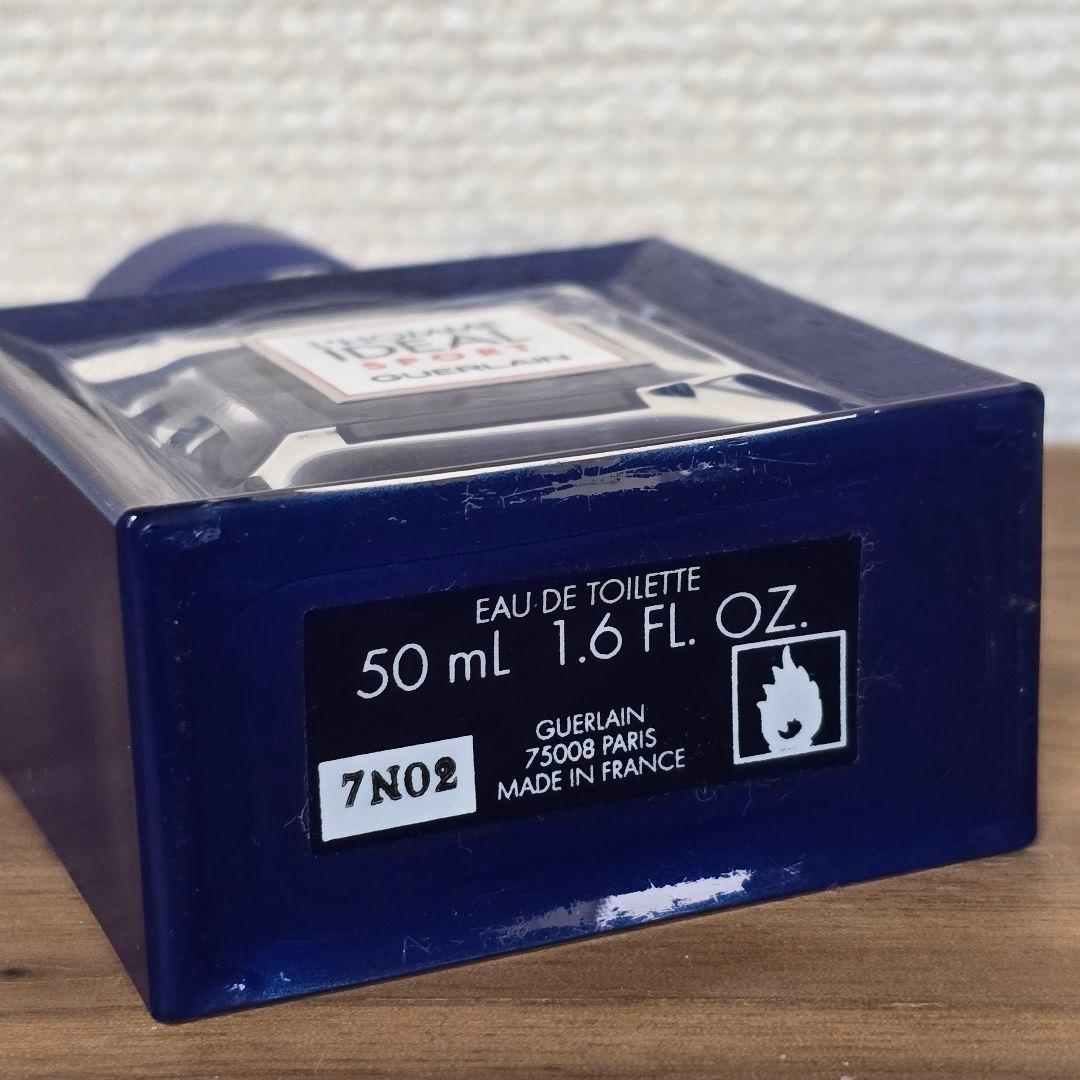 L'HOMME
IDEAL
SPORT
GUERLAIN
EAU DE TOILETTE
50 mL 1.6 FL. OZ.
GUERLAIN
75008 PARIS
MADE IN FRANCE
7N02